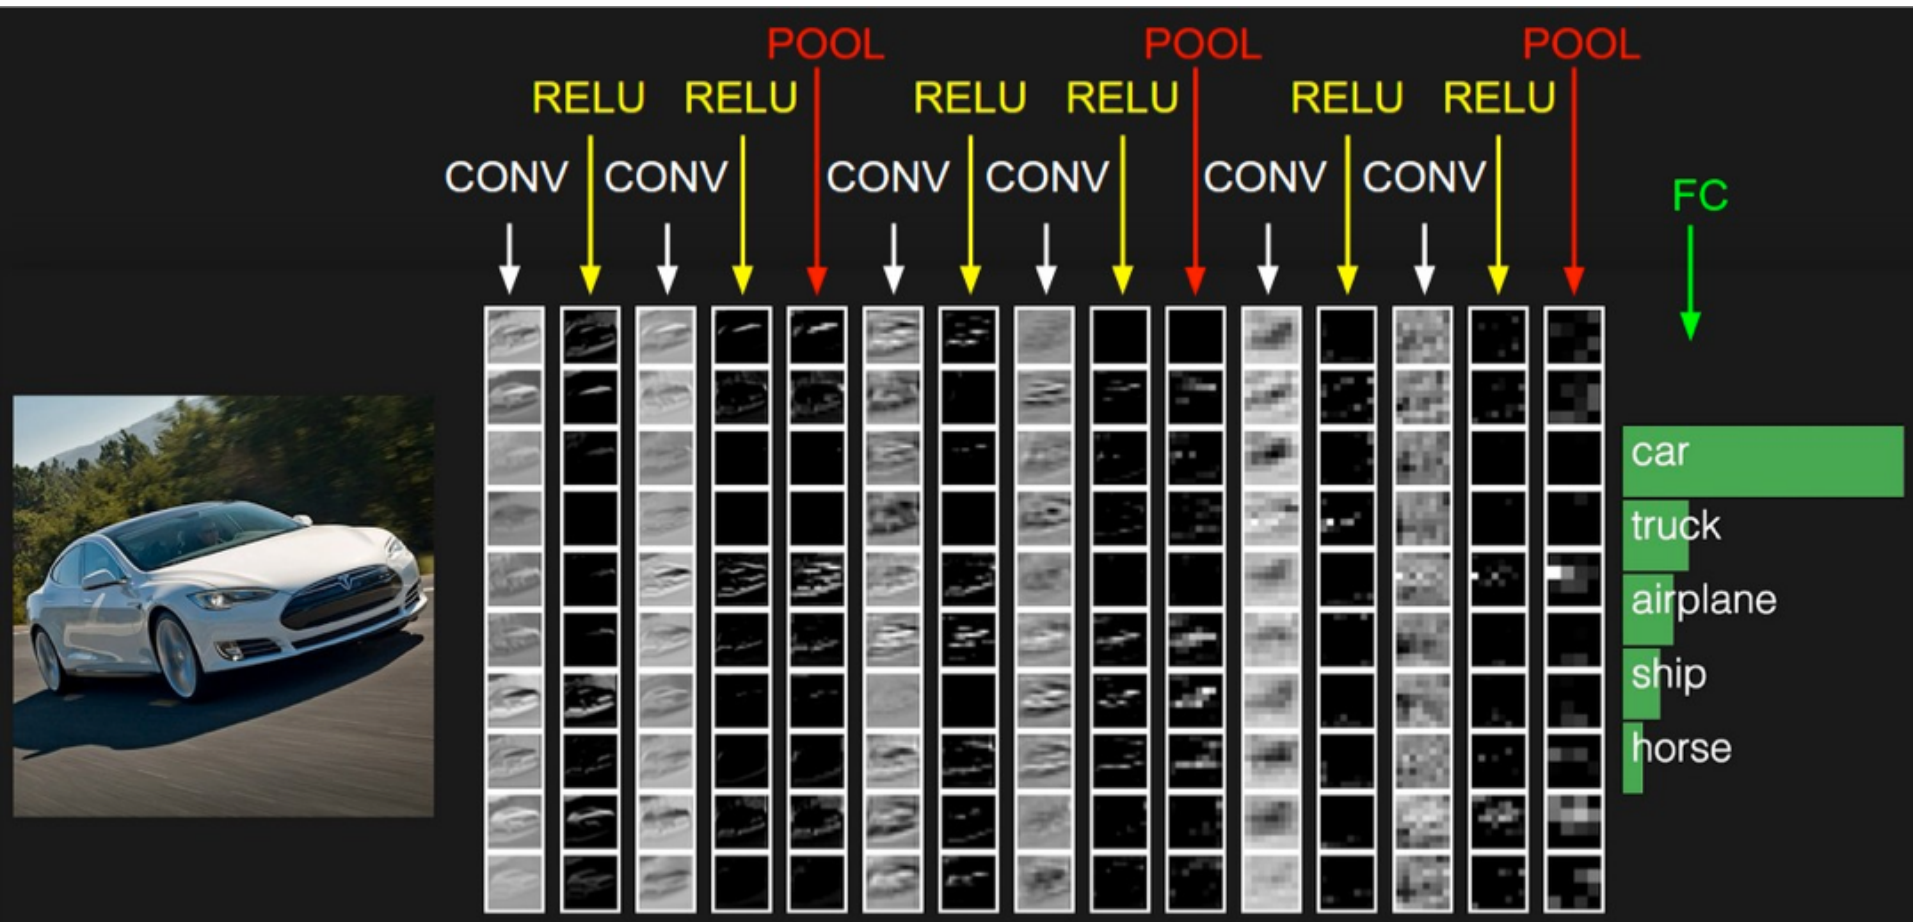 POOL POOL POOL
RELU RELU RELU RELU RELU RELU
CONV CONV CONV CONV CONV CONV
FC
car
truck
airplane
ship
horse